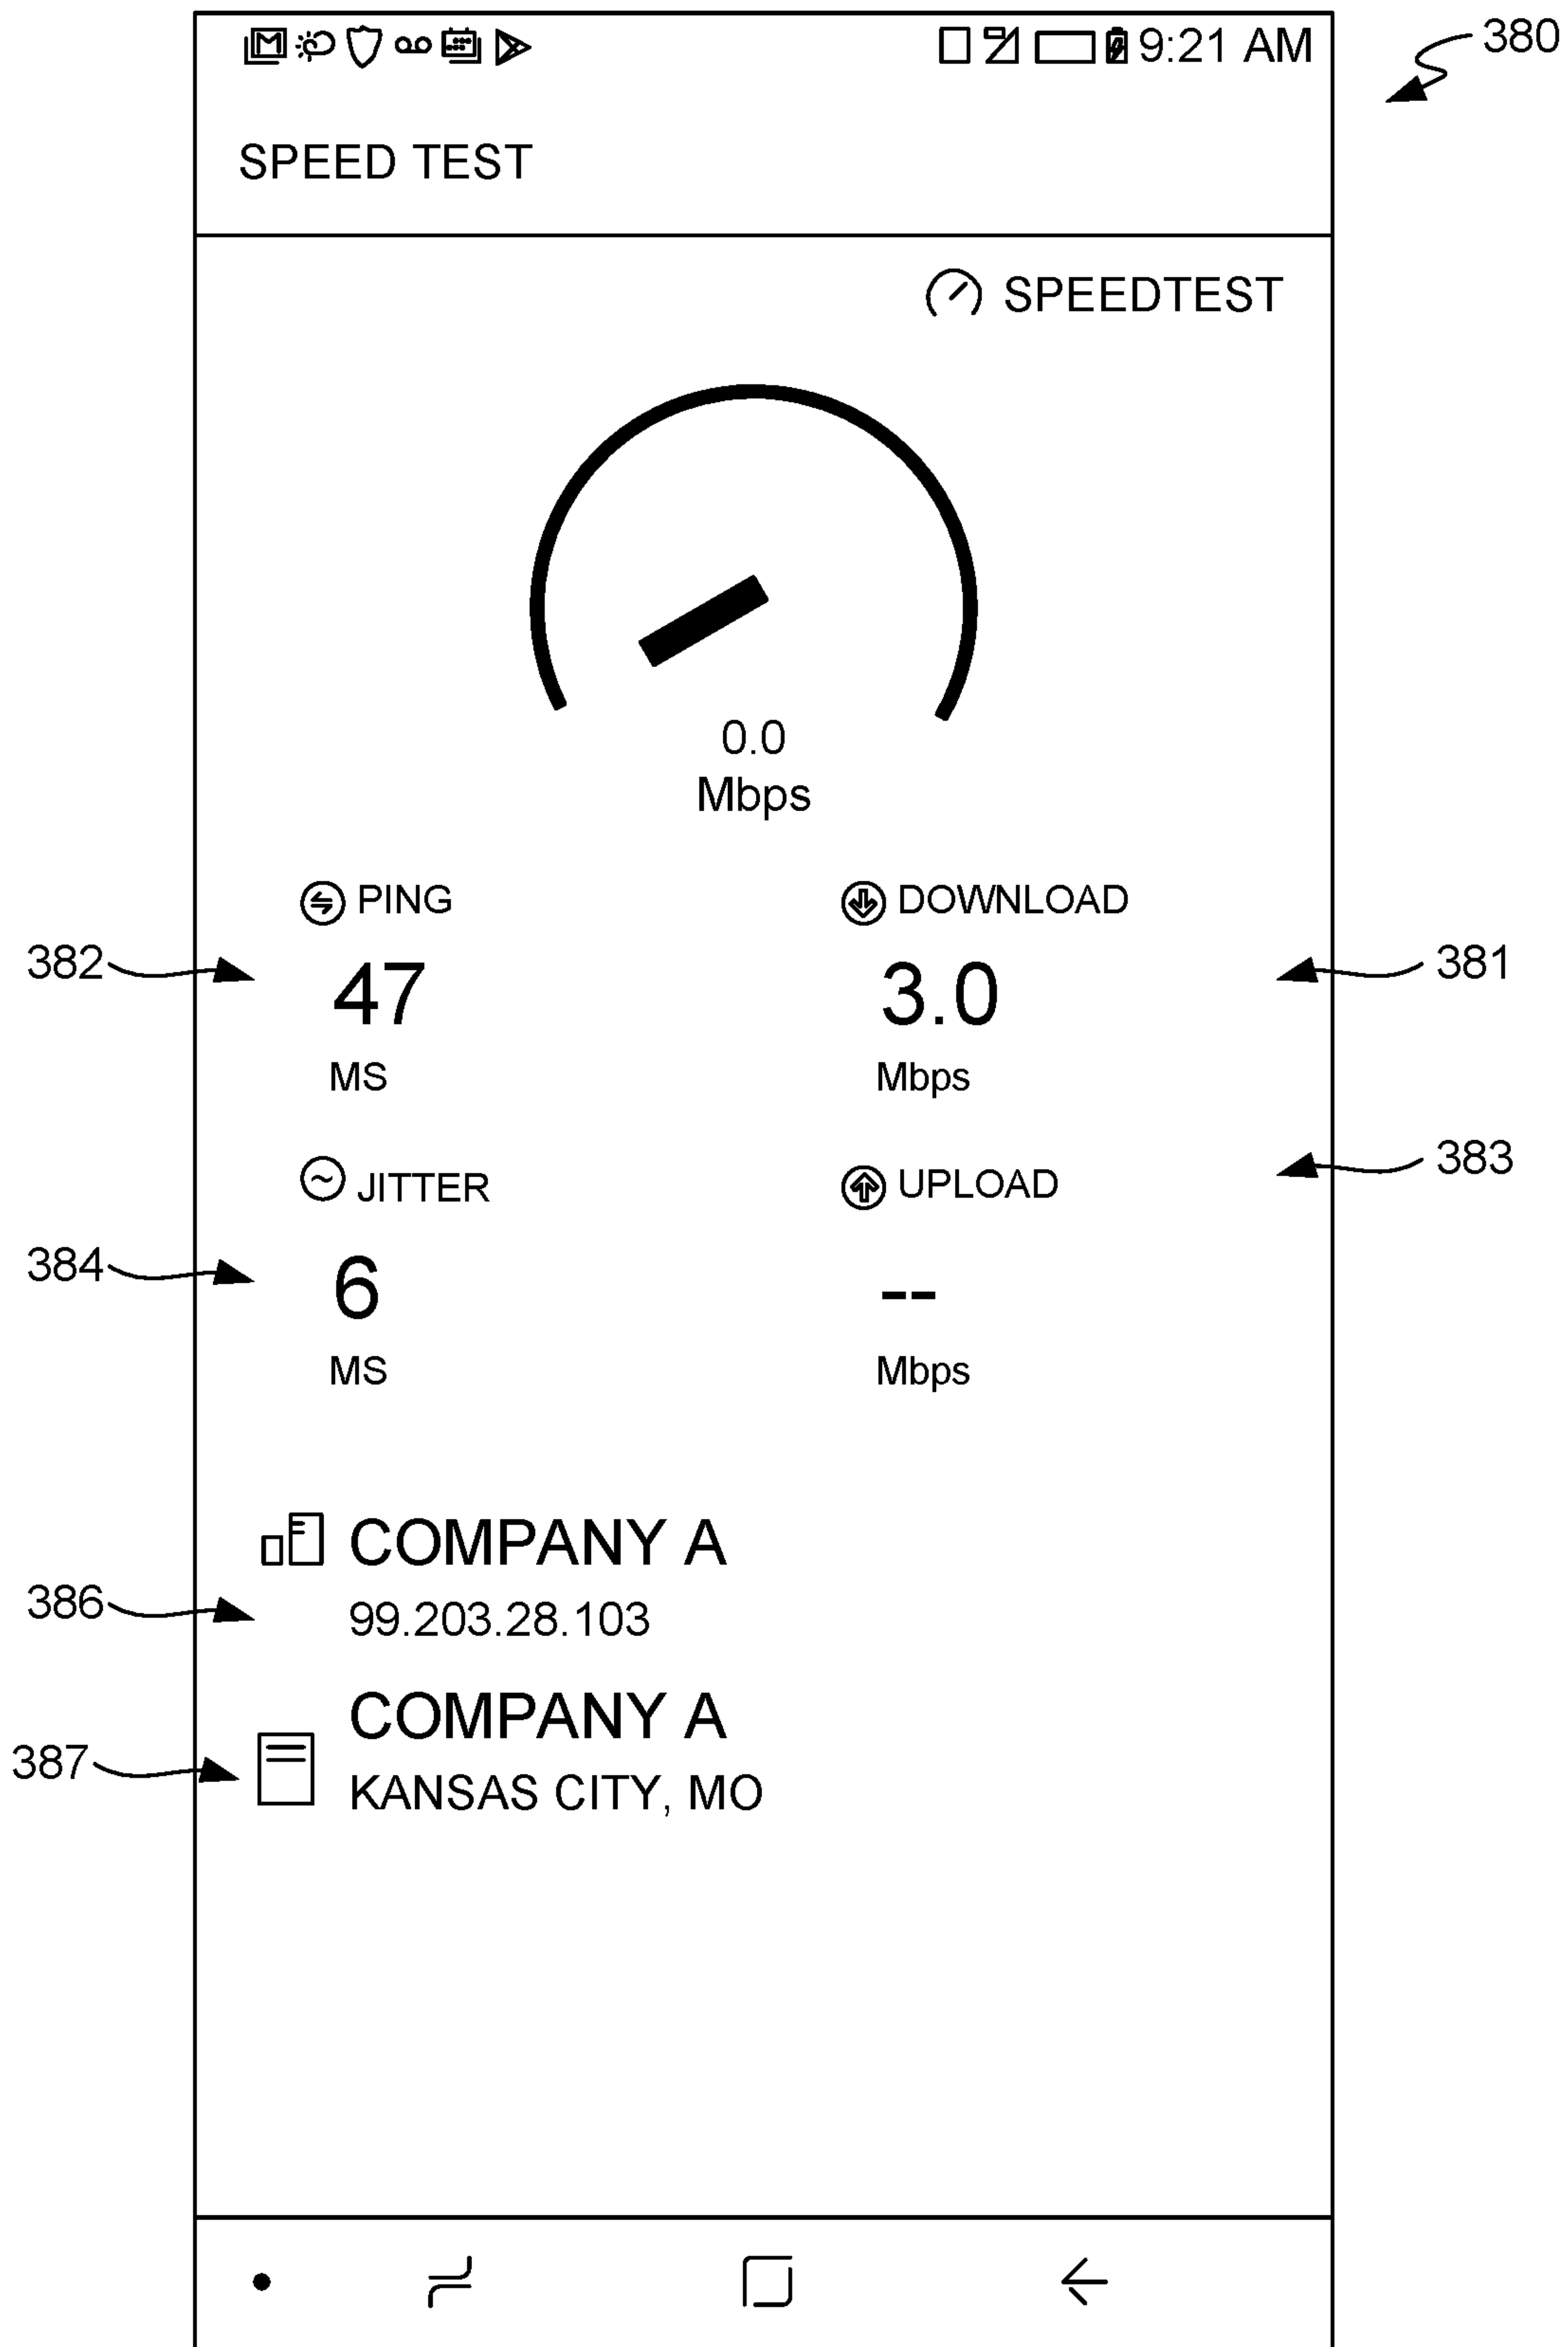 9:21 AM
380
SPEED TEST
SPEEDTEST
0.0
Mbps
PING
DOWNLOAD
382
47
3.0
381
MS
Mbps
JITTER
UPLOAD
383
384
6
--
MS
Mbps
COMPANY A
386
99.203.28.103
COMPANY A
387
KANSAS CITY, MO